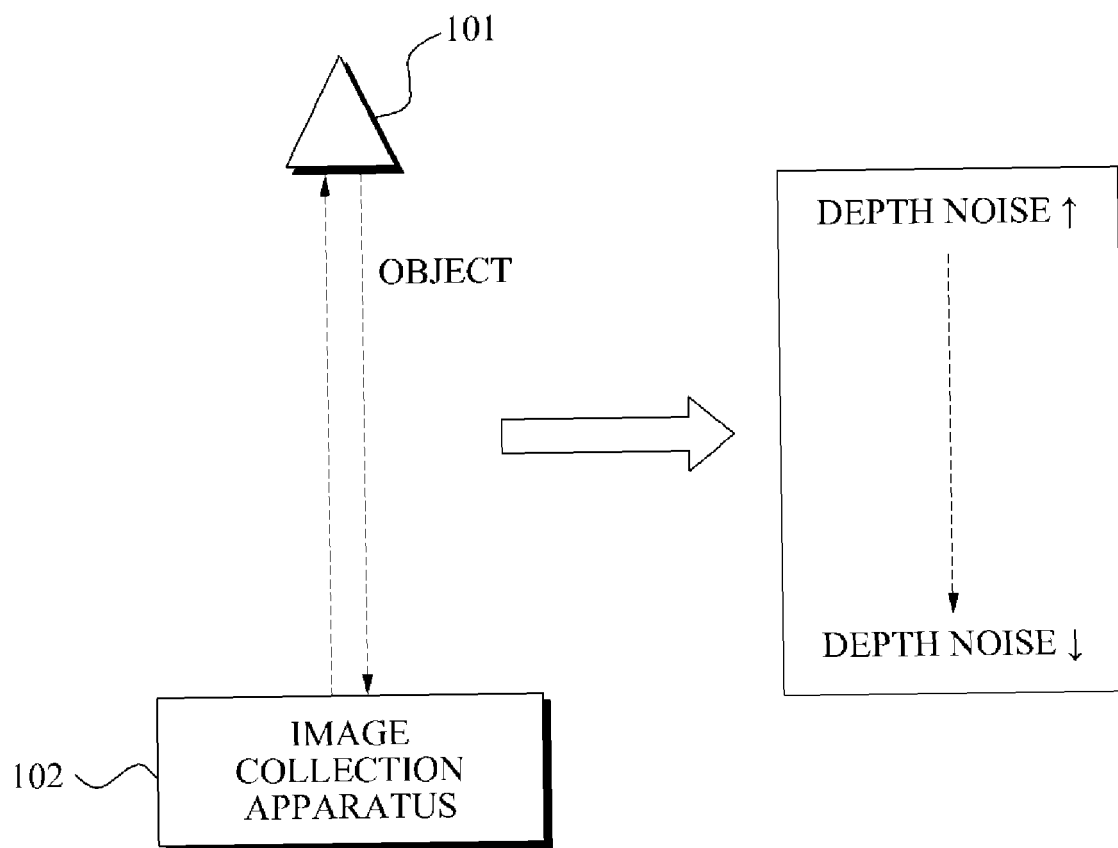 101
OBJECT
DEPTH NOISE ↑
DEPTH NOISE ↓
102
IMAGE
COLLECTION
APPARATUS